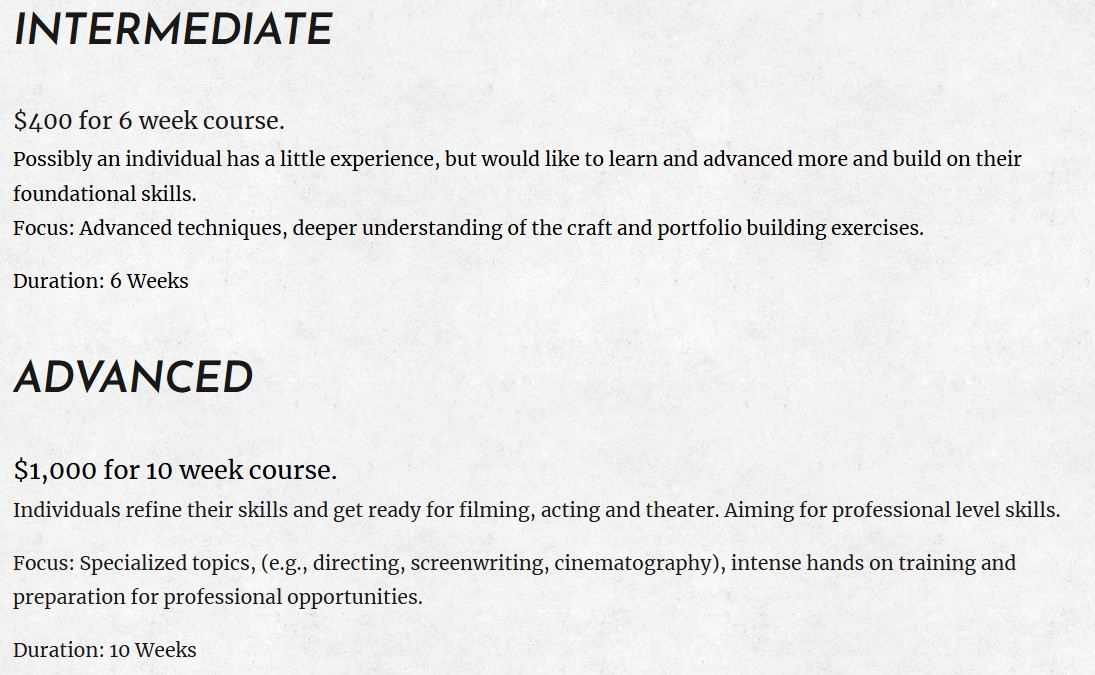 INTERMEDIATE
$400 for 6 week course.
Possibly an individual has a little experience, but would like to learn and advanced more and build on their
foundational skills.
Focus: Advanced techniques, deeper understanding of the craft and portfolio building exercises.
Duration: 6 Weeks
ADVANCED
$1,000 for 10 week course.
Individuals refine their skills and get ready for filming, acting and theater. Aiming for professional level skills.
Focus: Specialized topics, (e.g., directing, screenwriting, cinematography), intense hands on training and
preparation for professional opportunities.
Duration: 10 Weeks